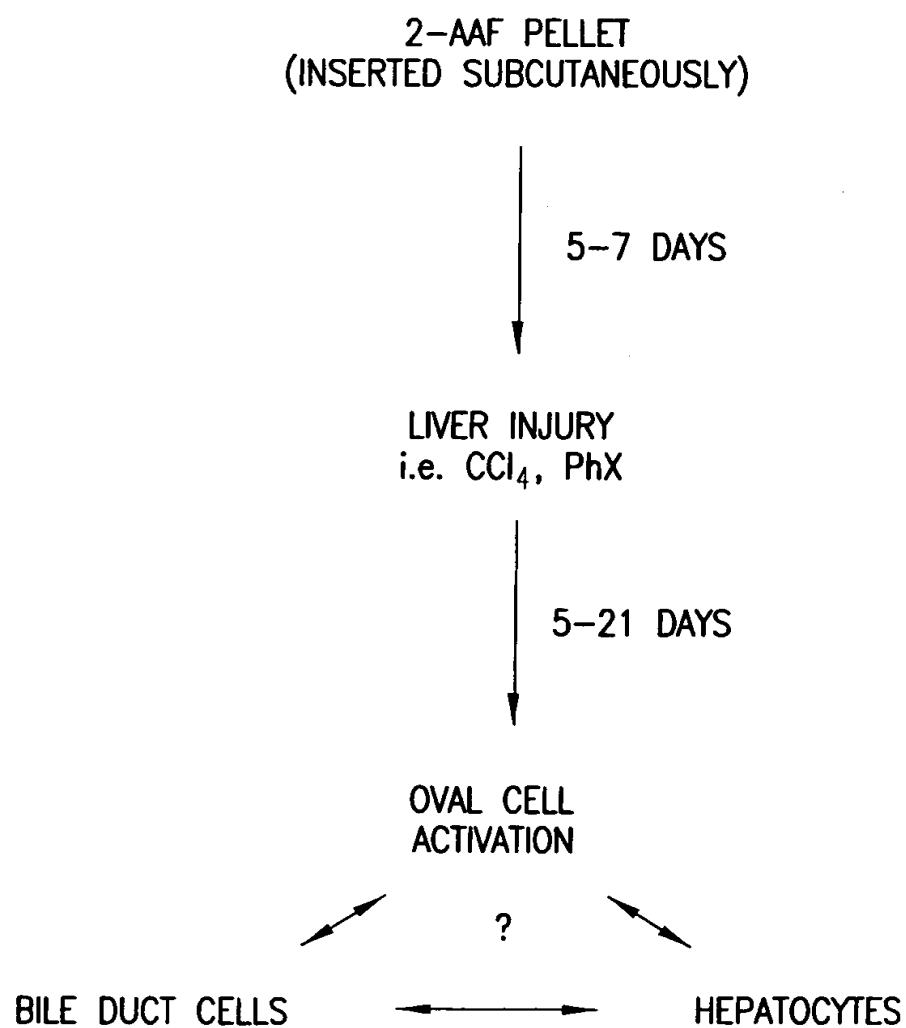 2-AAF PELLET
(INSERTED SUBCUTANEOUSLY)
5-7 DAYS
LIVER INJURY
i.e. CCl₄, PhX
5-21 DAYS
OVAL CELL
ACTIVATION
?
BILE DUCT CELLS HEPATOCYTES